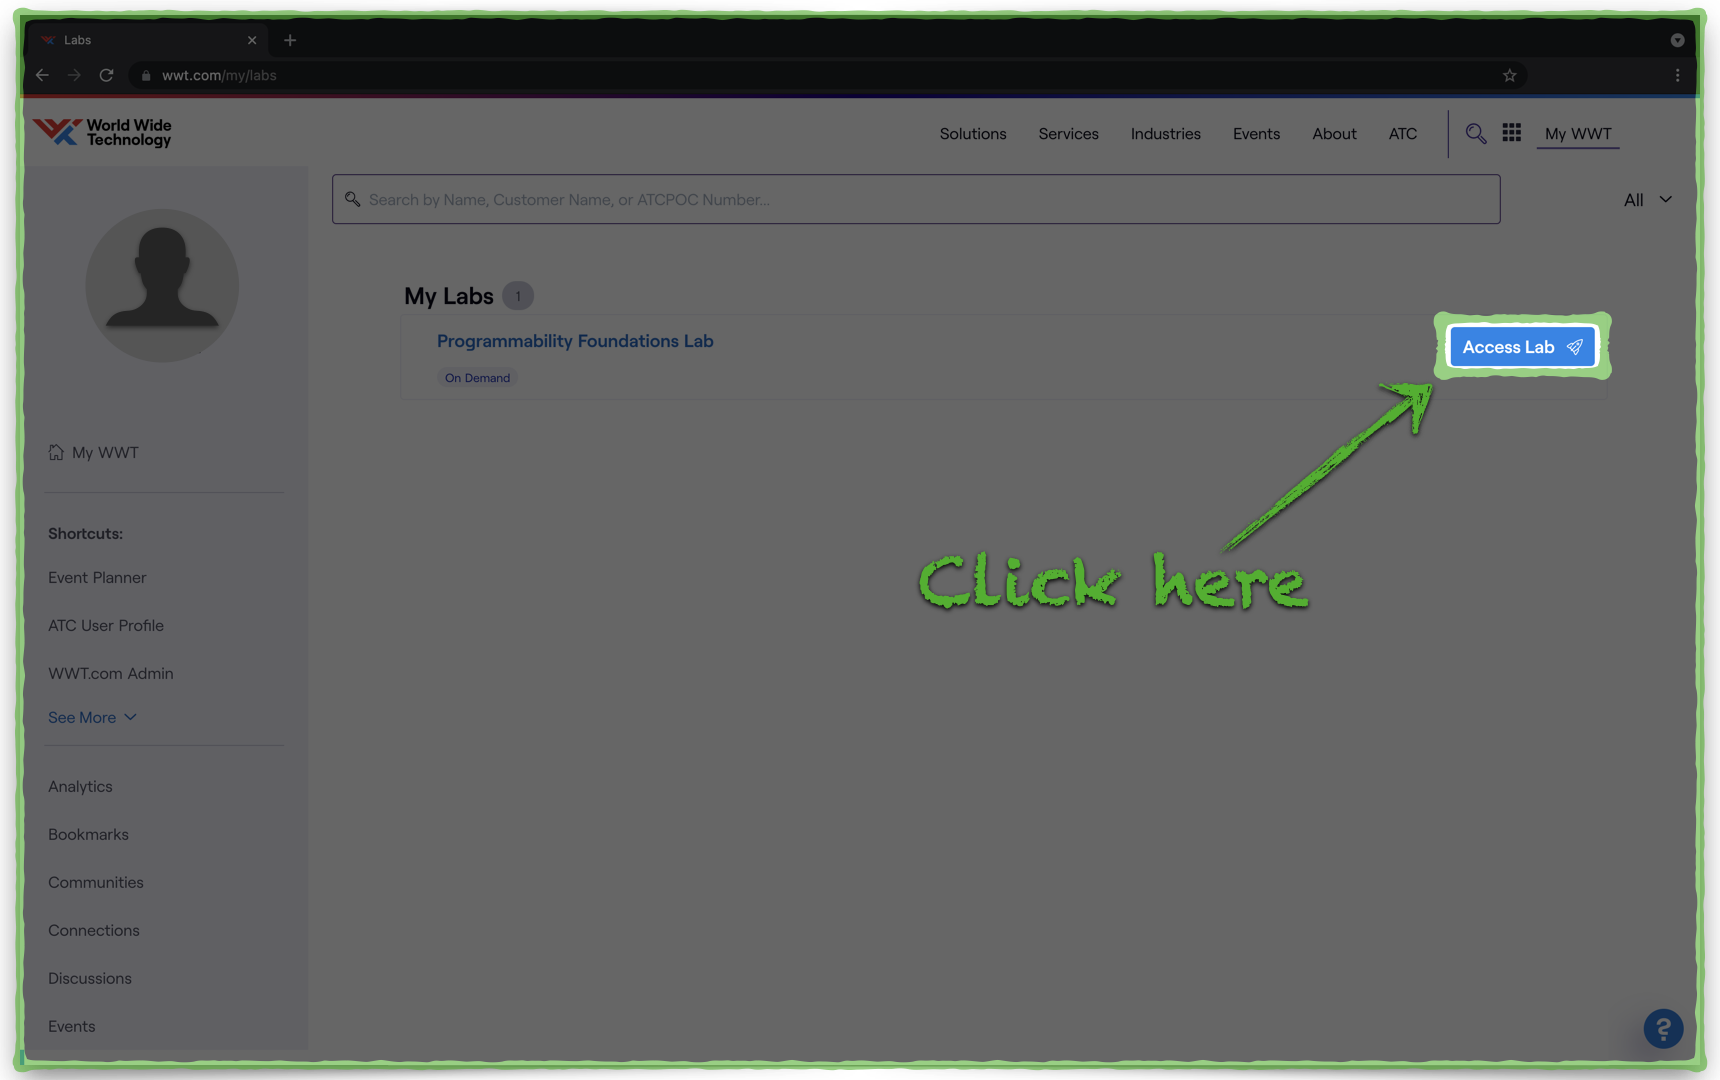 Labs
wwt.com/my/labs
World Wide
Technology
Solutions
Services
Industries
Events
About
ATC
My WWT
Search by Name, Customer Name, or ATCPOC Number...
All
My Labs 1
Programmability Foundations Lab
On Demand
Access Lab
Click here
My WWT
Shortcuts:
Event Planner
ATC User Profile
WWT.com Admin
See More
Analytics
Bookmarks
Communities
Connections
Discussions
Events
?